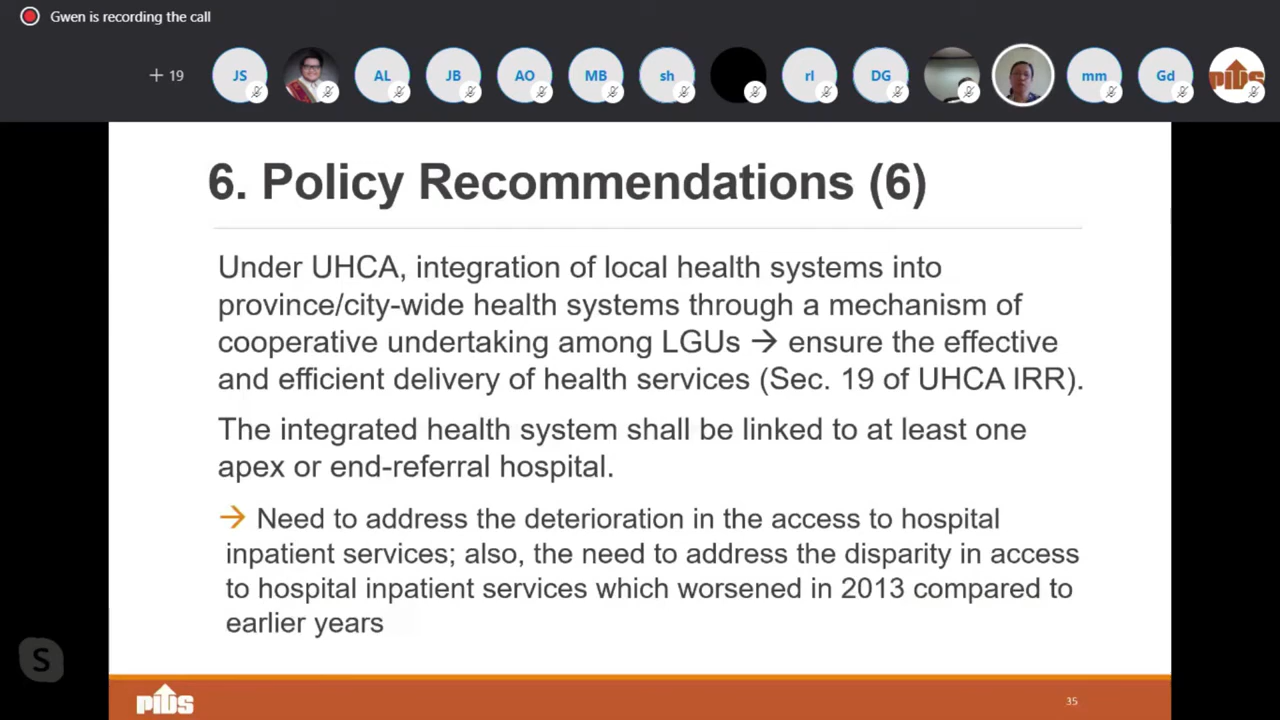 Gwen is recording the call
+ 19
JS
AL
JB
AO
MB
sh
rl
DG
mm
Gd
PIDS
6. Policy Recommendations (6)
Under UHCA, integration of local health systems into
province/city-wide health systems through a mechanism of
cooperative undertaking among LGUs → ensure the effective
and efficient delivery of health services (Sec. 19 of UHCA IRR).
The integrated health system shall be linked to at least one
apex or end-referral hospital.
→ Need to address the deterioration in the access to hospital
inpatient services; also, the need to address the disparity in access
to hospital inpatient services which worsened in 2013 compared to
earlier years
S
PIDS
35